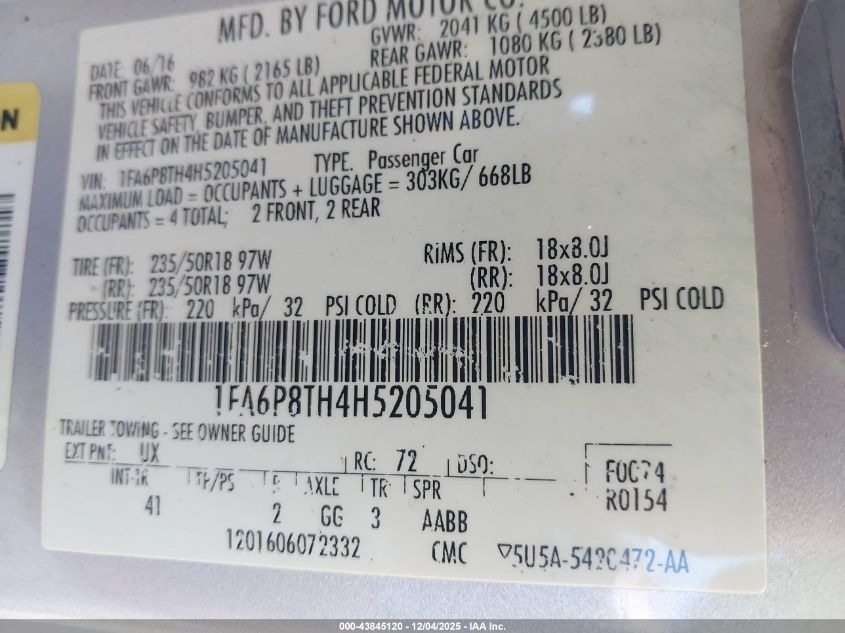 MFD. BY FORD MOTOR CO.
GVWR: 2041 KG ( 4500 LB)
DATE: 06/16
REAR GAWR: 1080 KG ( 2380 LB)
FRONT GAWR: 982 KG ( 2165 LB)
THIS VEHICLE CONFORMS TO ALL APPLICABLE FEDERAL MOTOR
VEHICLE SAFETY, BUMPER, AND THEFT PREVENTION STANDARDS
IN EFFECT ON THE DATE OF MANUFACTURE SHOWN ABOVE.
VIN: 1FA6P8TH4H5205041 TYPE: Passenger Car
MAXIMUM LOAD = OCCUPANTS + LUGGAGE = 303KG/ 668LB
OCCUPANTS = 4 TOTAL; 2 FRONT, 2 REAR
TIRE (FR): 235/50R18 97W RIMS (FR): 18x8.0J
(RR): 235/50R18 97W (RR): 18x8.0J
PRESSURE (FR): 220 kPa/ 32 PSI COLD (RR): 220 kPa/ 32 PSI COLD
1FA6P8TH4H5205041
TRAILER TOWING - SEE OWNER GUIDE
EXT PNT: UX RC: 72 DSO:
INT TR TP/PS R AXLE TR SPR
41 2 GG 3 AABB
F0C74
R0154
1201606072332 CMC
000-43845120 - 12/04/2025 - IAA Inc.